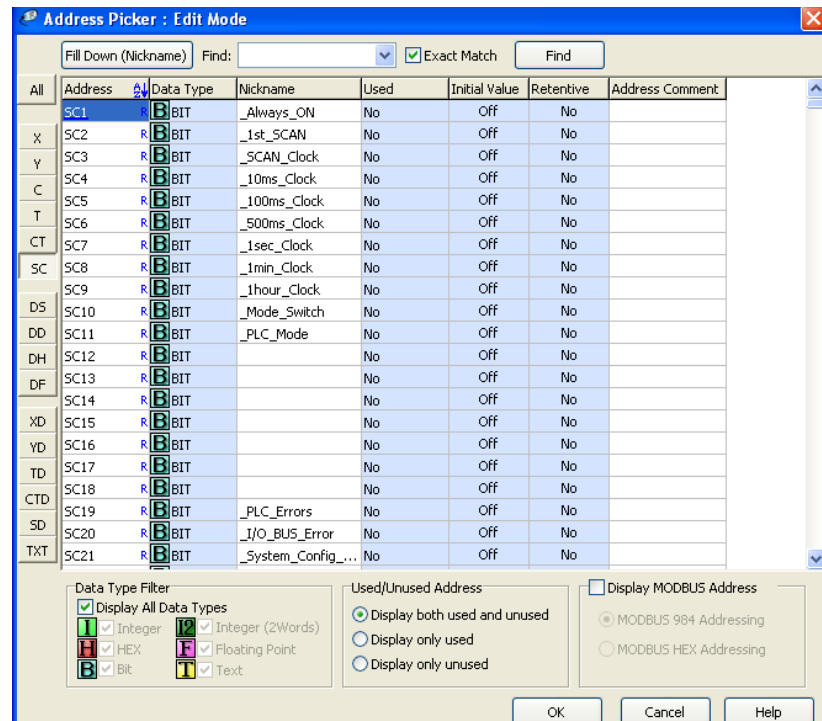 Address Picker : Edit Mode
Fill Down (Nickname) Find: Exact Match Find
All Address Data Type Nickname Used Initial Value Retentive Address Comment
SC1 R B BIT _Always_ON No Off No
X SC2 R B BIT _1st_SCAN No Off No
Y SC3 R B BIT _SCAN_Clock No Off No
C SC4 R B BIT _10ms_Clock No Off No
SC5 R B BIT _100ms_Clock No Off No
T SC6 R B BIT _500ms_Clock No Off No
CT SC7 R B BIT _1sec_Clock No Off No
SC SC8 R B BIT _1min_Clock No Off No
SC9 R B BIT _1hour_Clock No Off No
DS SC10 R B BIT _Mode_Switch No Off No
DD SC11 R B BIT _PLC_Mode No Off No
DH SC12 R B BIT No Off No
DF SC13 R B BIT No Off No
SC14 R B BIT No Off No
XD SC15 R B BIT No Off No
YD SC16 R B BIT No Off No
TD SC17 R B BIT No Off No
CTD SC18 R B BIT No Off No
SC19 R B BIT _PLC_Errors No Off No
SD SC20 R B BIT _I/O_BUS_Error No Off No
TXT SC21 R B BIT _System_Config_... No Off No
Data Type Filter
Display All Data Types
I Integer I2 Integer (2Words)
H HEX F Floating Point
B Bit T Text
Used/Unused Address
Display both used and unused
Display only used
Display only unused
Display MODBUS Address
MODBUS 984 Addressing
MODBUS HEX Addressing
OK Cancel Help